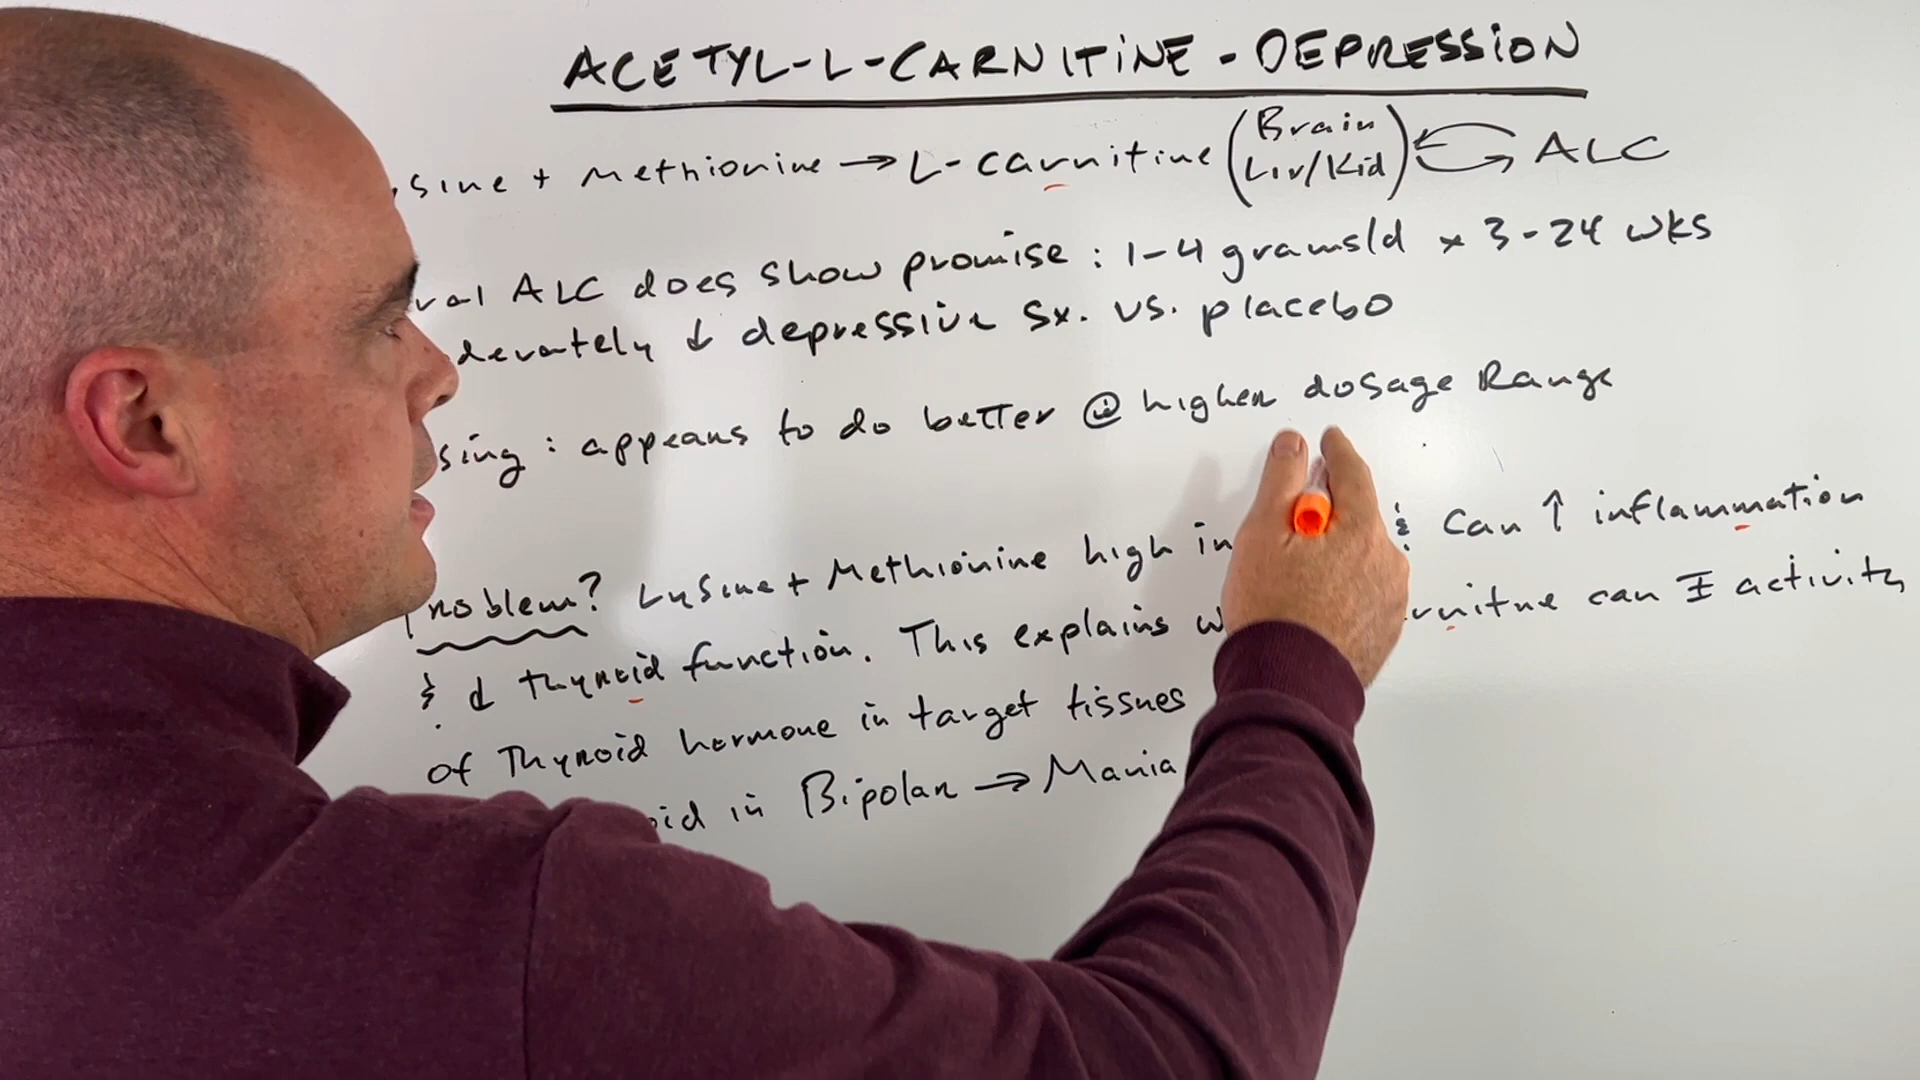 ACETYL-L-CARNITINE - DEPRESSION
sine + Methionine → L-Carnitine (Brain Liv/Kid) ⇄ ALC
ral ALC does show promise : 1-4 grams/d x 3-24 wks
derately ↓ depressive Sx. vs. placebo
sing : appears to do better @ higher dosage Range
Problem? Lysine + Methionine high in & Can ↑ inflammation
& ↓ thyroid function. This explains w rnitne can I activity
of Thyroid hormone in target tissues
oid in Bipolar → Mania